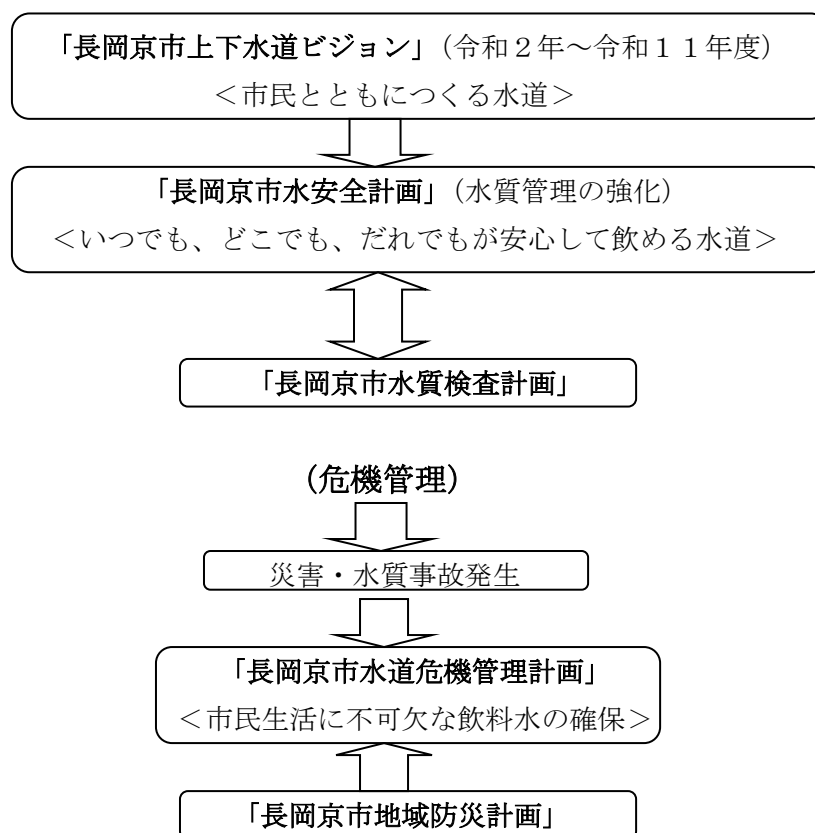 「長岡京市上下水道ビジョン」（令和２年～令和１１年度）
＜市民とともにつくる水道＞
「長岡京市水安全計画」（水質管理の強化）
＜いつでも、どこでも、だれでもが安心して飲める水道＞
「長岡京市水質検査計画」
（危機管理）
災害・水質事故発生
「長岡京市水道危機管理計画」
＜市民生活に不可欠な飲料水の確保＞
「長岡京市地域防災計画」